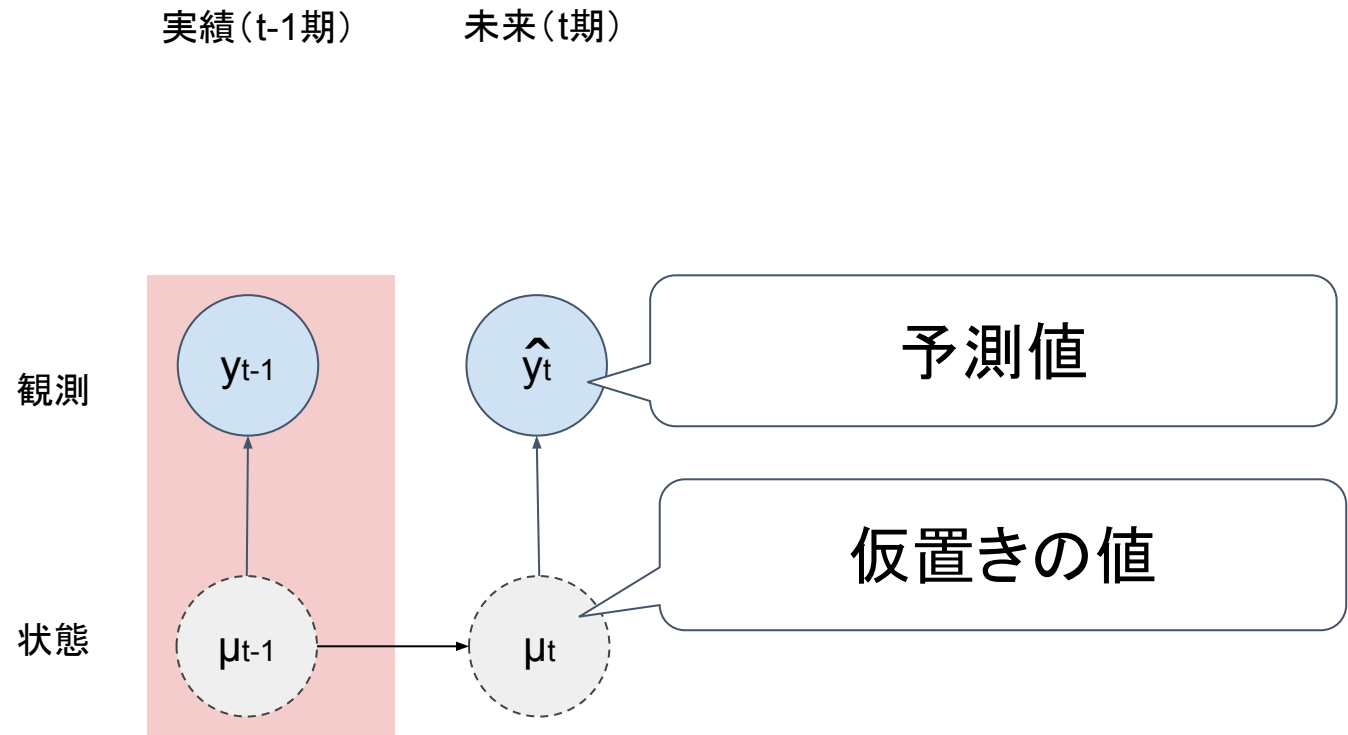 実績（t-1期）
未来（t期）
観測
yt-1
ŷt
予測値
仮置きの値
状態
μt-1
μt